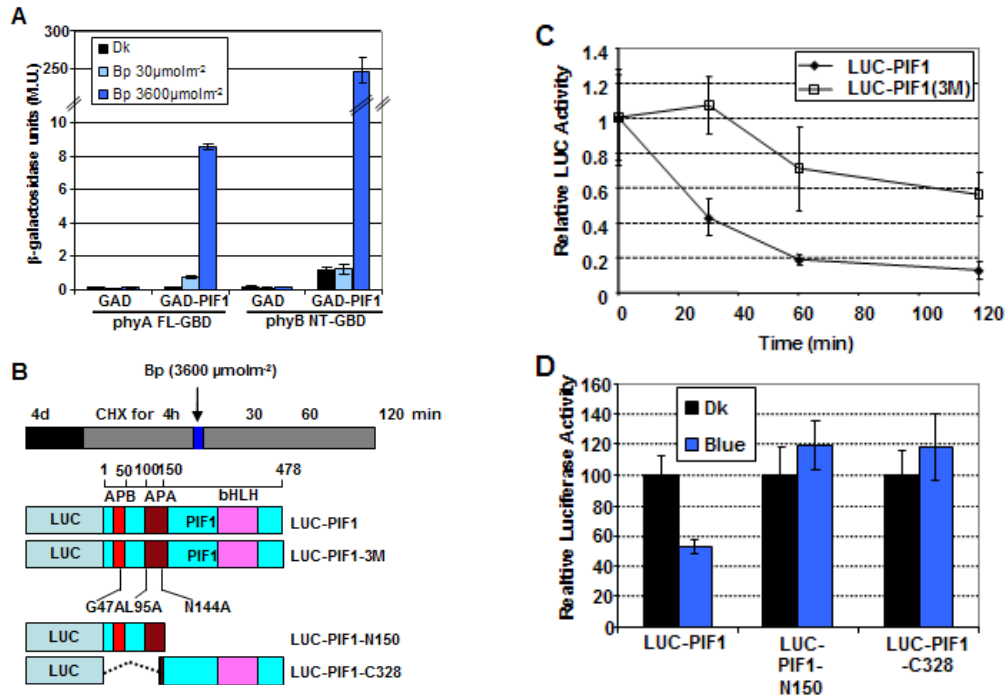 A
β-galactosidase units (M.U.)
300
250
10
8
6
4
2
0
Dk
Bp 30µmolm-2
Bp 3600µmolm-2
GAD GAD-PIF1 GAD GAD-PIF1
phyA FL-GBD phyB NT-GBD
B
Bp (3600 µmolm-2)
4d CHX for 4h 30 60 120 min
1 50 100 150 478
APB APA bHLH
LUC PIF1 LUC-PIF1
LUC PIF1 LUC-PIF1-3M
G47A L95A N144A
LUC LUC-PIF1-N150
LUC LUC-PIF1-C328
C
Relative LUC Activity
1.4
1.2
1
0.8
0.6
0.4
0.2
0
LUC-PIF1
LUC-PIF1(3M)
0 20 40 60 80 100 120
Time (min)
D
Realtive Luciferase Activity
160
140
120
100
80
60
40
20
0
Dk
Blue
LUC-PIF1
LUC-
PIF1-
N150
LUC-PIF1
-C328